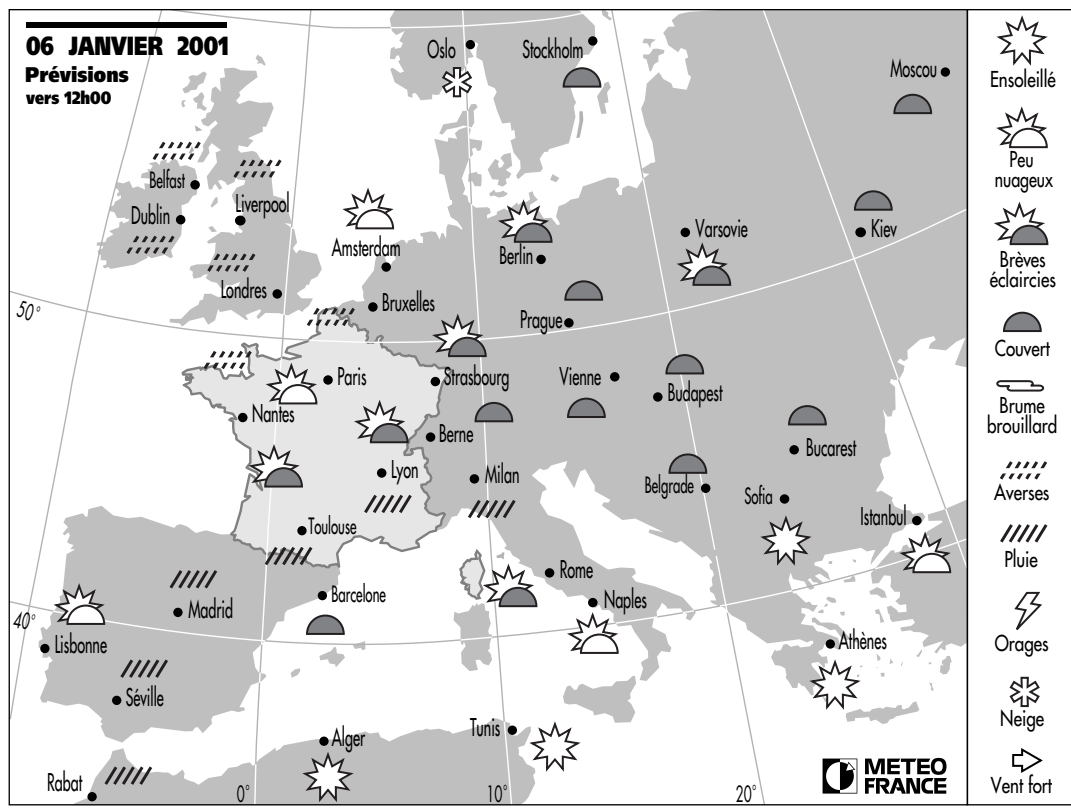 06 JANVIER 2001
Prévisions
vers 12h00
Oslo
Stockholm
Moscou
Belfast
Dublin
Liverpool
Londres
Amsterdam
Bruxelles
Berlin
Varsovie
Kiev
Prague
50°
Paris
Strasbourg
Vienne
Budapest
Nantes
Berne
Bucarest
Lyon
Milan
Belgrade
Sofia
Istanbul
Toulouse
Rome
Barcelone
Madrid
Naples
40°
Lisbonne
Athènes
Séville
Alger
Tunis
Rabat
0°
10°
20°
METEO
FRANCE
Ensoleillé
Peu
nuageux
Brèves
éclaircies
Couvert
Brume
brouillard
Averses
Pluie
Orages
Neige
Vent fort